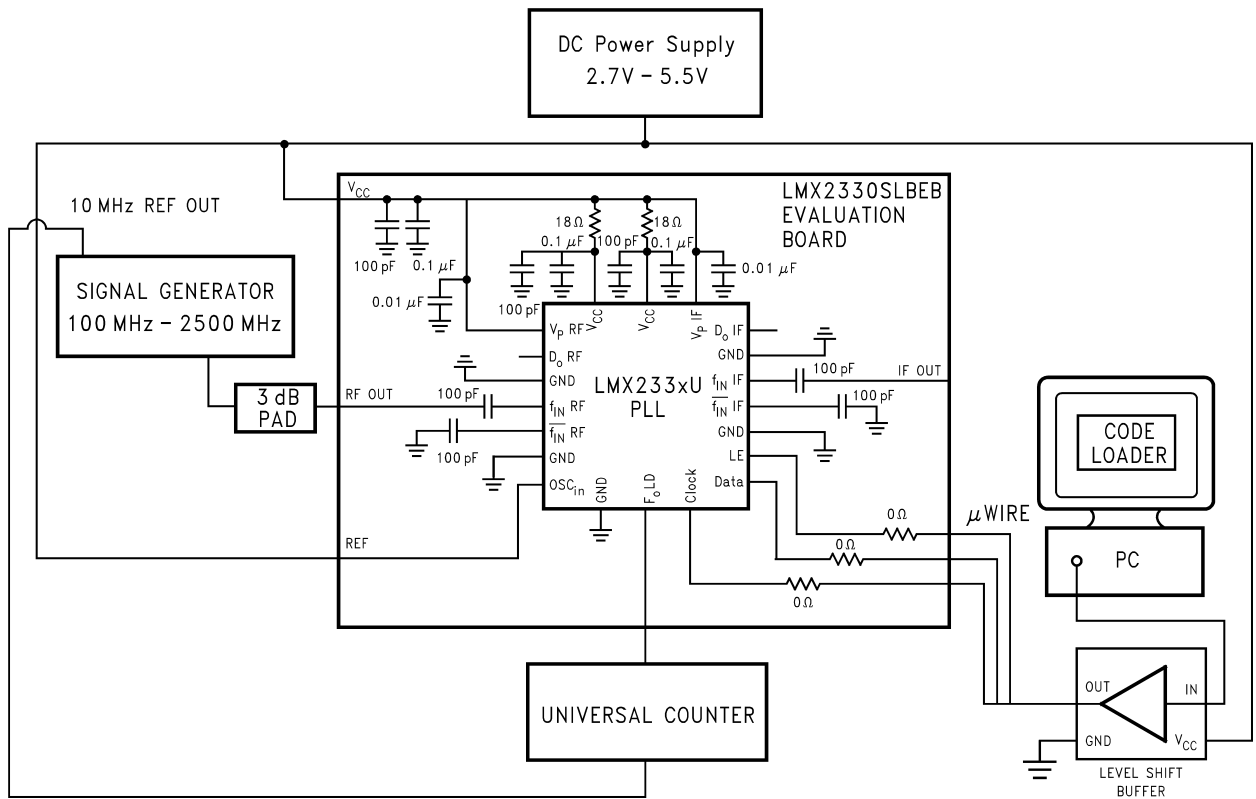 DC Power Supply
2.7V – 5.5V
10 MHz REF OUT
SIGNAL GENERATOR
100 MHz – 2500 MHz
3 dB
PAD
V_CC
LMX2330SLBEB
EVALUATION
BOARD
100 pF
0.1 μF
0.01 μF
18Ω
18Ω
0.1 μF
100 pF
0.1 μF
0.01 μF
100 pF
V_P RF
V_CC
V_CC
V_P IF
D_o IF
D_o RF
GND
GND
LMX233xU
PLL
100 pF
IF OUT
f_IN IF
RF OUT
100 pF
f_IN RF
f̅_I̅N̅ IF
100 pF
f̅_I̅N̅ RF
100 pF
GND
GND
LE
OSC_in
GND
F_oLD
Clock
Data
REF
0Ω
0Ω
0Ω
μWIRE
CODE
LOADER
PC
UNIVERSAL COUNTER
OUT
IN
GND
V_CC
LEVEL SHIFT
BUFFER